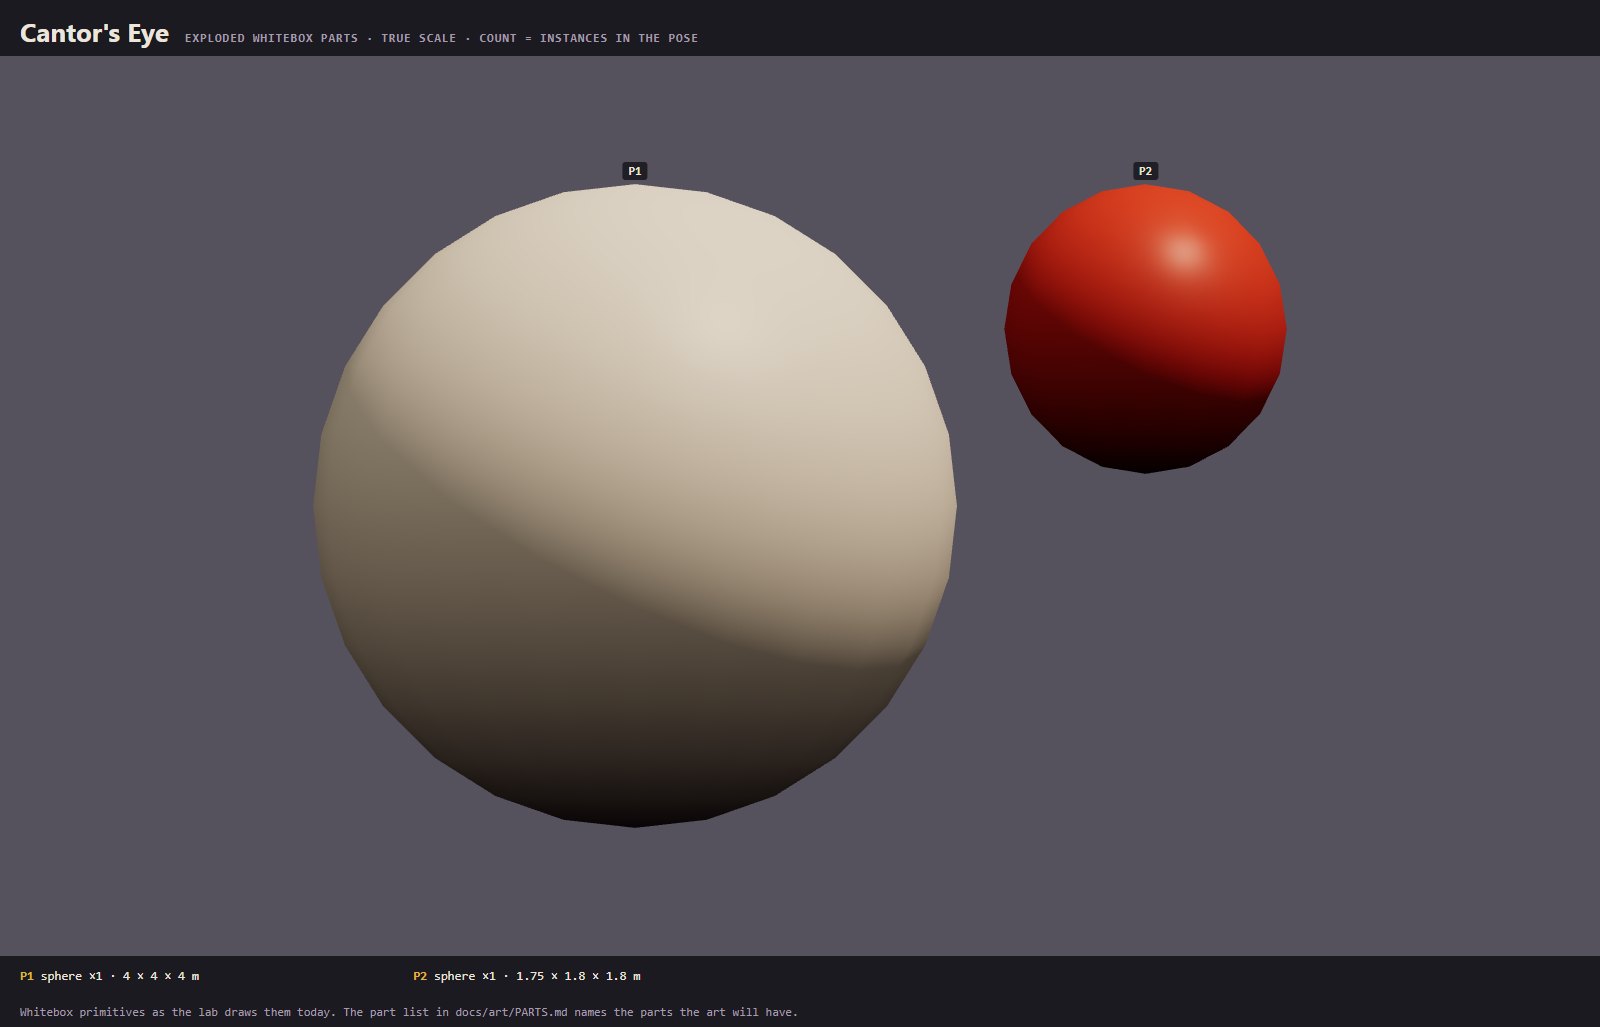 Cantor's Eye EXPLODED WHITEBOX PARTS · TRUE SCALE · COUNT = INSTANCES IN THE POSE
P1
P2
P1 sphere ×1 · 4 × 4 × 4 m
P2 sphere ×1 · 1.75 × 1.8 × 1.8 m
Whitebox primitives as the lab draws them today. The part list in docs/art/PARTS.md names the parts the art will have.